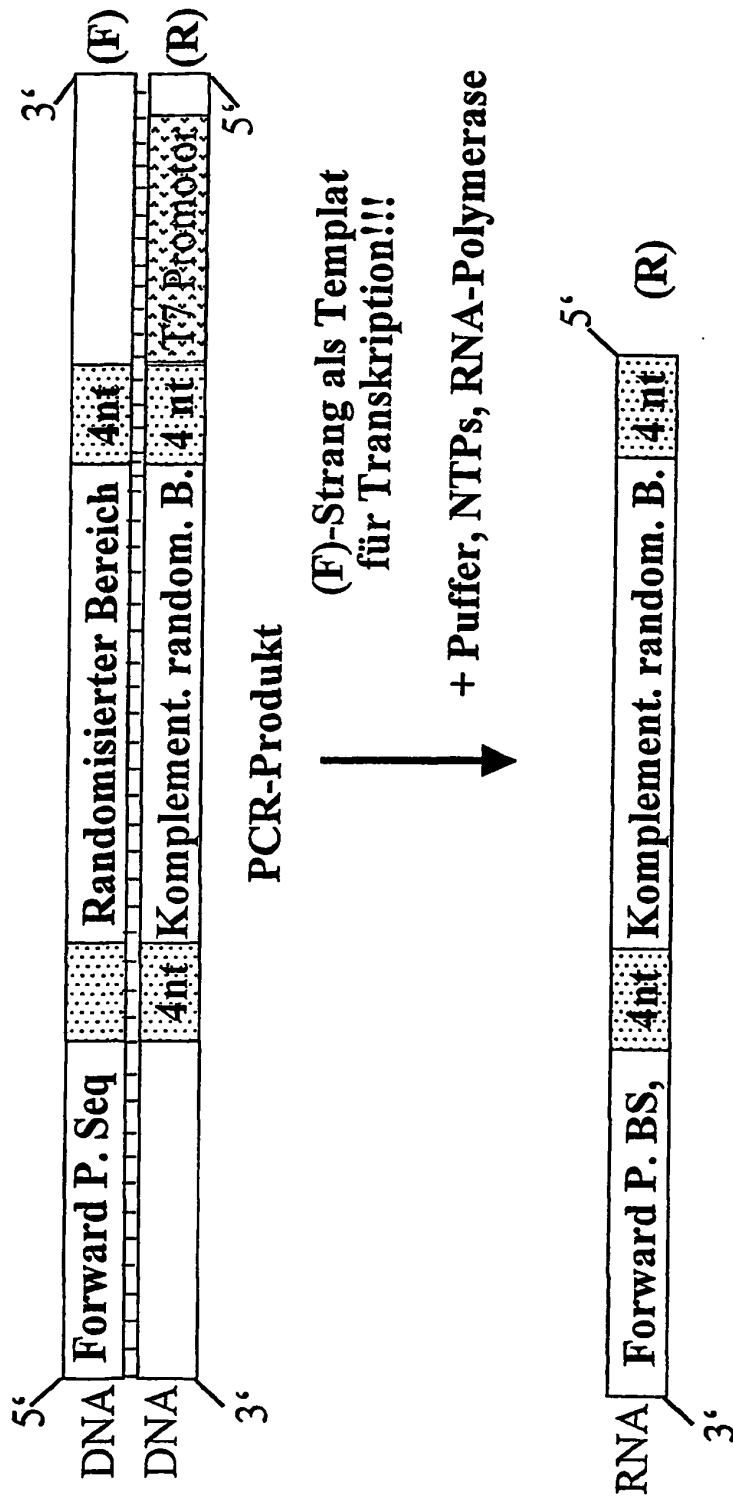 5‘ 3‘
DNA Forward P. Seq Randomisierter Bereich 4nt (F)
DNA 4nt Komplement. random. B. 4 nt T7 Promotor (R)
3‘ 5‘
PCR-Produkt
(F)-Strang als Templat
für Transkription!!!
+ Puffer, NTPs, RNA-Polymerase
5‘
RNA Forward P. BS, 4nt Komplement. random. B. 4 nt (R)
3‘